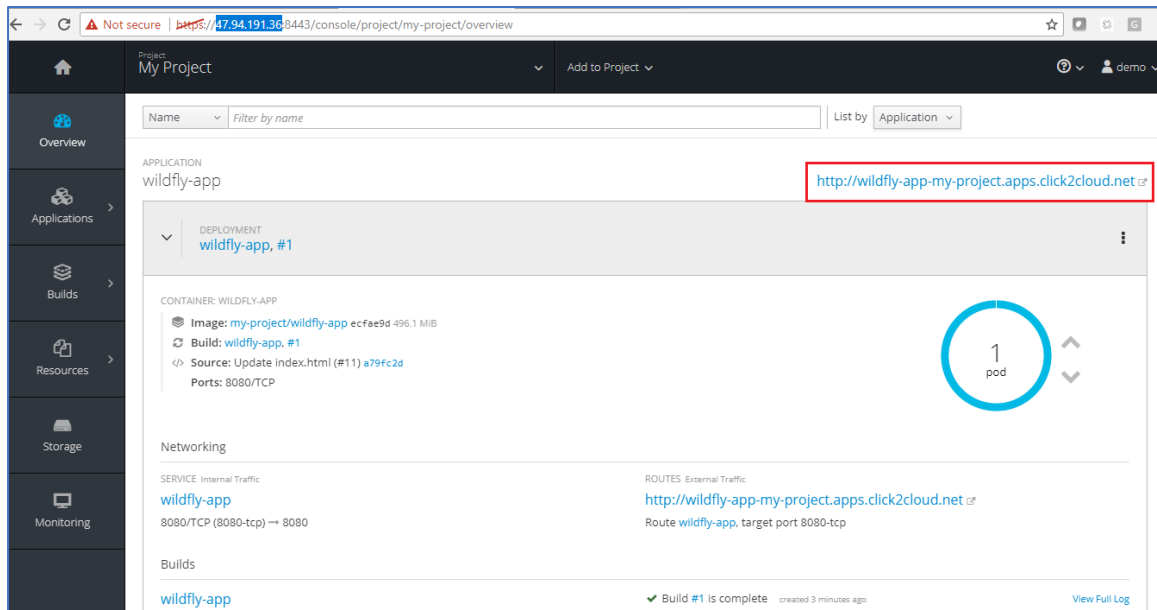 Not secure | https://47.94.191.36:8443/console/project/my-project/overview
G
Project
My Project
Add to Project
demo
Overview
Applications
Builds
Resources
Storage
Monitoring
Name
Filter by name
List by
Application
APPLICATION
wildfly-app
http://wildfly-app-my-project.apps.click2cloud.net
DEPLOYMENT
wildfly-app, #1
CONTAINER: WILDFLY-APP
Image: my-project/wildfly-app ecfae9d 496.1 MiB
Build: wildfly-app, #1
</> Source: Update index.html (#11) a79fc2d
Ports: 8080/TCP
1
pod
Networking
SERVICE Internal Traffic
wildfly-app
8080/TCP (8080-tcp) → 8080
ROUTES External Traffic
http://wildfly-app-my-project.apps.click2cloud.net
Route wildfly-app, target port 8080-tcp
Builds
wildfly-app
Build #1 is complete created 3 minutes ago
View Full Log